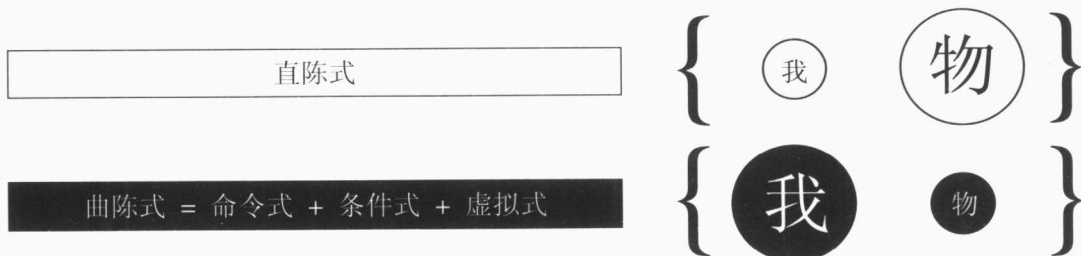 直陈式 { 我 物 }
曲陈式 = 命令式 + 条件式 + 虚拟式 { 我 物 }